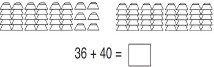 36 + 40 =